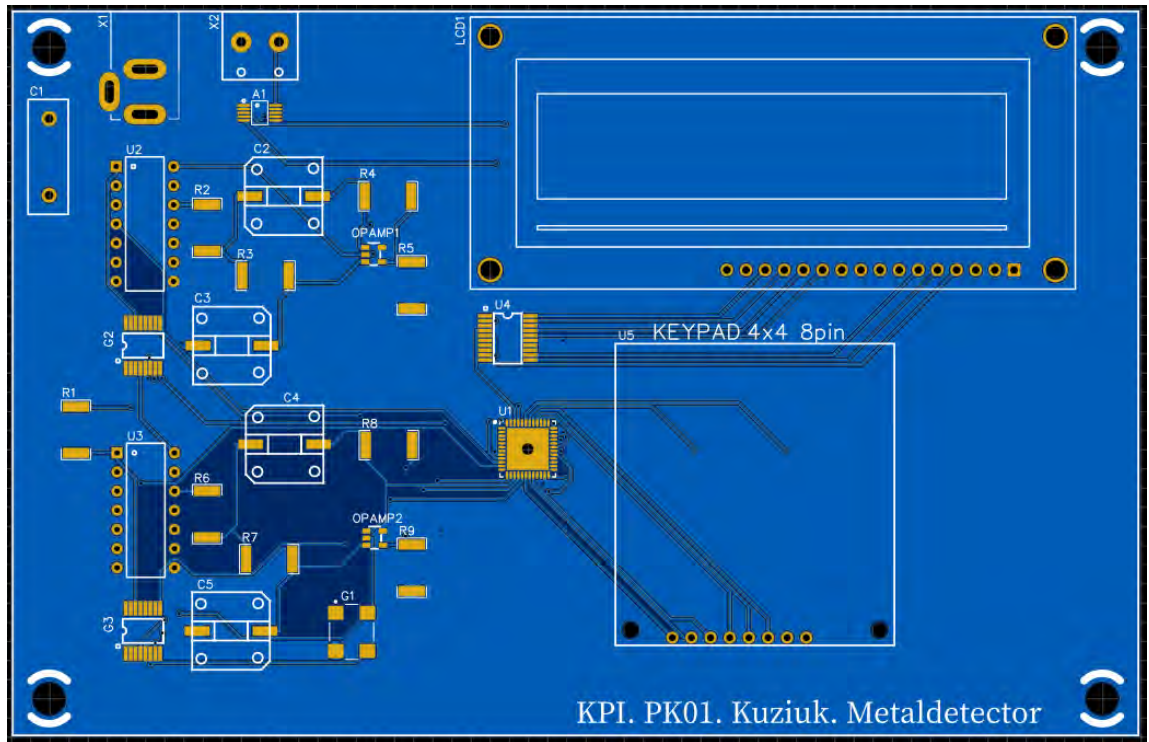 X1
X2
LCD1
C1
A1
U2
C2
R2
R4
OPAMP1
R3
R5
C3
U4
G2
U5
KEYPAD 4x4 8pin
R1
C4
U1
U3
R8
R6
OPAMP2
R7
R9
C5
G1
G3
KPI. PK01. Kuziuk. Metaldetector